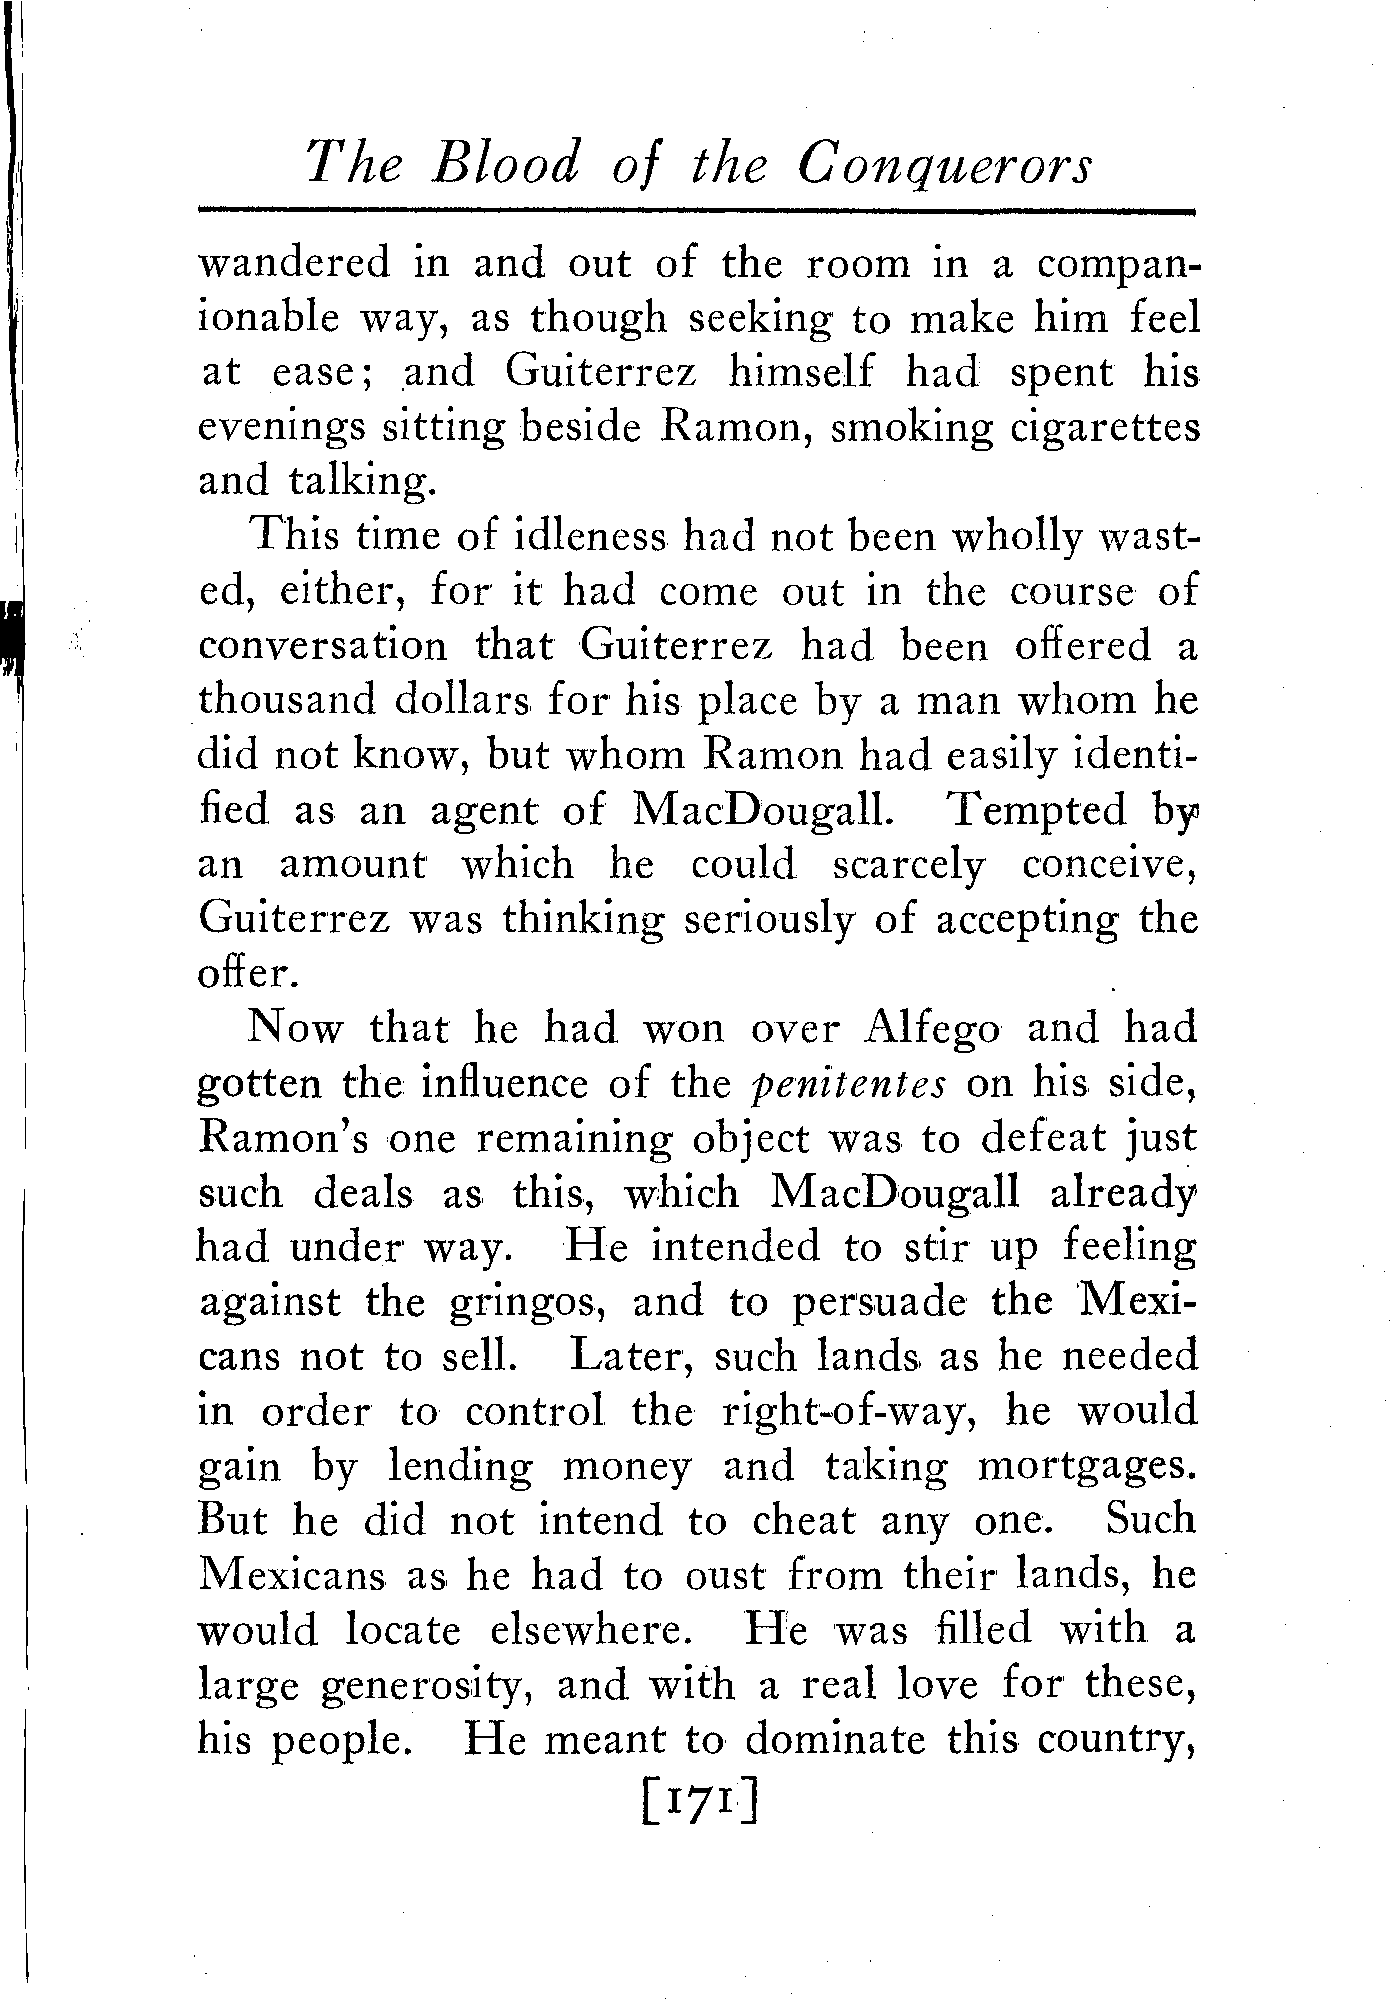 The Blood of the Conquerors
wandered in and out of the room in a compan-
ionable way, as though seeking to make him feel
at ease; and Guiterrez himself had spent his
evenings sitting beside Ramon, smoking cigarettes
and talking.
This time of idleness had not been wholly wast-
ed, either, for it had come out in the course of
conversation that Guiterrez had been offered a
thousand dollars for his place by a man whom he
did not know, but whom Ramon had easily identi-
fied as an agent of MacDougall. Tempted by
an amount which he could scarcely conceive,
Guiterrez was thinking seriously of accepting the
offer.
Now that he had won over Alfego and had
gotten the influence of the penitentes on his side,
Ramon's one remaining object was to defeat just
such deals as this, which MacDougall already
had under way. He intended to stir up feeling
against the gringos, and to persuade the Mexi-
cans not to sell. Later, such lands as he needed
in order to control the right-of-way, he would
gain by lending money and taking mortgages.
But he did not intend to cheat any one. Such
Mexicans as he had to oust from their lands, he
would locate elsewhere. He was filled with a
large generosity, and with a real love for these,
his people. He meant to dominate this country,
[171]